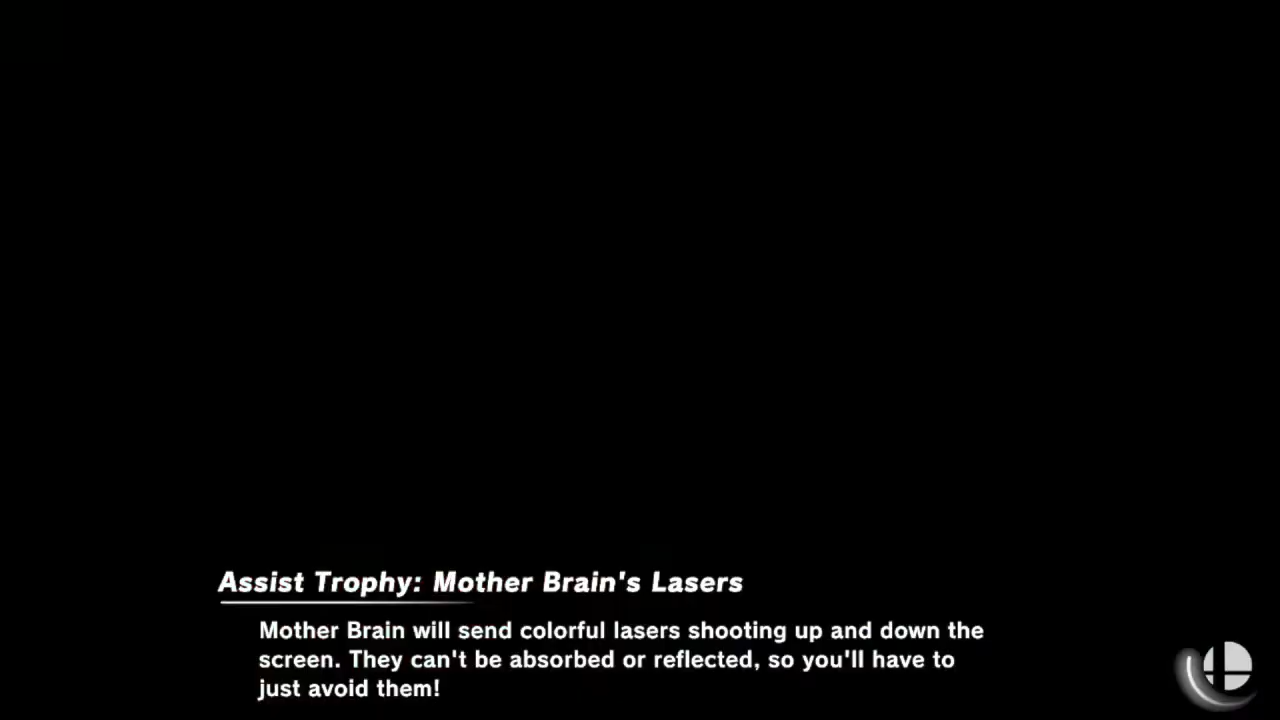 Assist Trophy: Mother Brain's Lasers
Mother Brain will send colorful lasers shooting up and down the
screen. They can't be absorbed or reflected, so you'll have to
just avoid them!